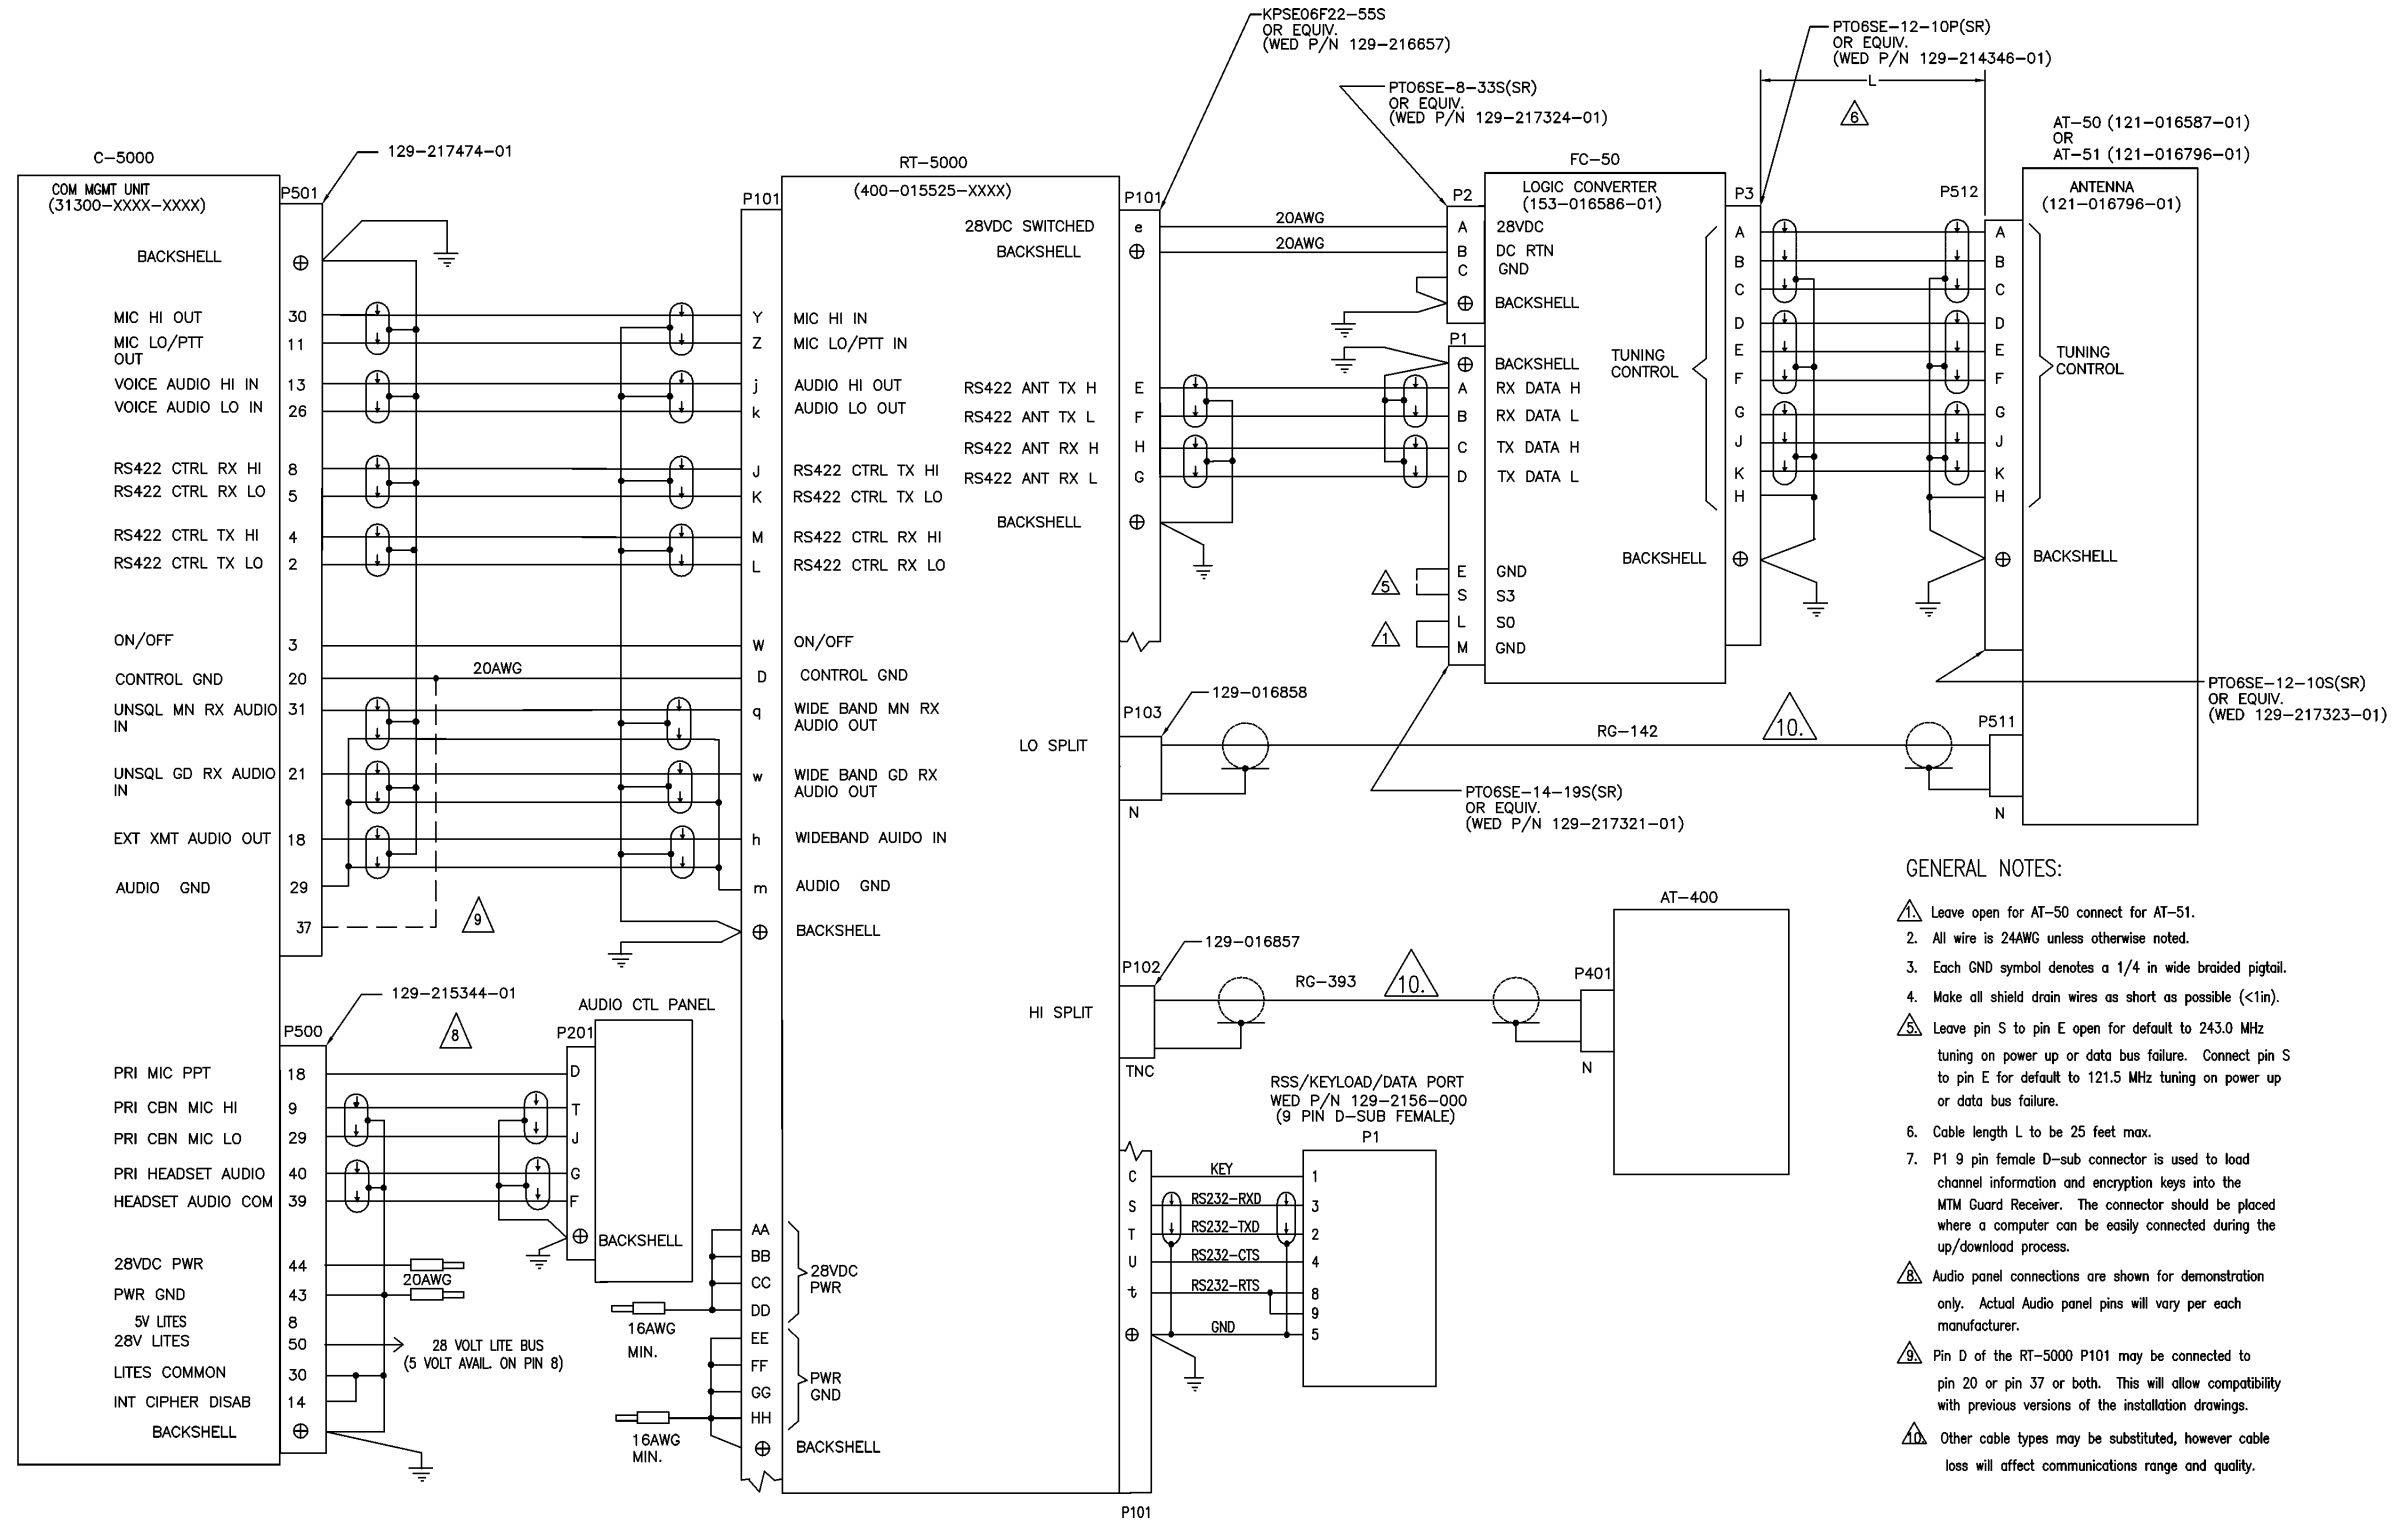 KPSE06F22-55S
OR EQUIV.
(WED P/N 129-216657)
PT06SE-12-10P(SR)
OR EQUIV.
(WED P/N 129-214346-01)
L
6
PT06SE-8-33S(SR)
OR EQUIV.
(WED P/N 129-217324-01)
AT-50 (121-016587-01)
OR
AT-51 (121-016796-01)
C-5000
129-217474-01
COM MGMT UNIT
(31300-XXXX-XXXX)
P501
BACKSHELL
MIC HI OUT 30
MIC LO/PTT OUT 11
VOICE AUDIO HI IN 13
VOICE AUDIO LO IN 26
RS422 CTRL RX HI 8
RS422 CTRL RX LO 5
RS422 CTRL TX HI 4
RS422 CTRL TX LO 2
ON/OFF 3
CONTROL GND 20
20AWG
UNSQL MN RX AUDIO 31
IN
UNSQL GD RX AUDIO 21
IN
EXT XMT AUDIO OUT 18
AUDIO GND 29
37
9
129-215344-01
8
P500
PRI MIC PPT 18
PRI CBN MIC HI 9
PRI CBN MIC LO 29
PRI HEADSET AUDIO 40
HEADSET AUDIO COM 39
28VDC PWR 44
20AWG
PWR GND 43
5V LITES 8
28V LITES 50
28 VOLT LITE BUS
(5 VOLT AVAIL. ON PIN 8)
LITES COMMON 30
INT CIPHER DISAB 14
BACKSHELL
AUDIO CTL PANEL
P201
D
T
J
G
F
BACKSHELL
RT-5000
(400-015525-XXXX)
P101
Y MIC HI IN
Z MIC LO/PTT IN
j AUDIO HI OUT
k AUDIO LO OUT
J RS422 CTRL TX HI
K RS422 CTRL TX LO
M RS422 CTRL RX HI
L RS422 CTRL RX LO
W ON/OFF
D CONTROL GND
q WIDE BAND MN RX
AUDIO OUT
w WIDE BAND GD RX
AUDIO OUT
h WIDEBAND AUIDO IN
m AUDIO GND
BACKSHELL
AA
BB
CC
DD
28VDC
PWR
16AWG
MIN.
EE
FF
GG
HH
PWR
GND
16AWG
MIN.
BACKSHELL
P101
28VDC SWITCHED e
20AWG
BACKSHELL
20AWG
RS422 ANT TX H E
RS422 ANT TX L F
RS422 ANT RX H H
RS422 ANT RX L G
BACKSHELL
P103
129-016858
LO SPLIT
N
RG-142
10.
P102
129-016857
HI SPLIT
TNC
RG-393
10.
P401
N
AT-400
RSS/KEYLOAD/DATA PORT
WED P/N 129-2156-000
(9 PIN D-SUB FEMALE)
P1
C KEY 1
S RS232-RXD 3
T RS232-TXD 2
U RS232-CTS 4
t RS232-RTS 8
9
GND 5
P101
FC-50
LOGIC CONVERTER
(153-016586-01)
P2
A 28VDC
B DC RTN
C GND
BACKSHELL
P1
BACKSHELL
A RX DATA H
B RX DATA L
C TX DATA H
D TX DATA L
5
E GND
S S3
1
L S0
M GND
PT06SE-14-19S(SR)
OR EQUIV.
(WED P/N 129-217321-01)
TUNING
CONTROL
P3
A
B
C
D
E
F
G
J
K
H
BACKSHELL
P512
ANTENNA
(121-016796-01)
A
B
C
D
E
F
G
J
K
H
TUNING
CONTROL
BACKSHELL
PT06SE-12-10S(SR)
OR EQUIV.
(WED 129-217323-01)
P511
N
GENERAL NOTES:
1. Leave open for AT-50 connect for AT-51.
2. All wire is 24AWG unless otherwise noted.
3. Each GND symbol denotes a 1/4 in wide braided pigtail.
4. Make all shield drain wires as short as possible (<1in).
5. Leave pin S to pin E open for default to 243.0 MHz
tuning on power up or data bus failure. Connect pin S
to pin E for default to 121.5 MHz tuning on power up
or data bus failure.
6. Cable length L to be 25 feet max.
7. P1 9 pin female D-sub connector is used to load
channel information and encryption keys into the
MTM Guard Receiver. The connector should be placed
where a computer can be easily connected during the
up/download process.
8. Audio panel connections are shown for demonstration
only. Actual Audio panel pins will vary per each
manufacturer.
9. Pin D of the RT-5000 P101 may be connected to
pin 20 or pin 37 or both. This will allow compatibility
with previous versions of the installation drawings.
10. Other cable types may be substituted, however cable
loss will affect communications range and quality.